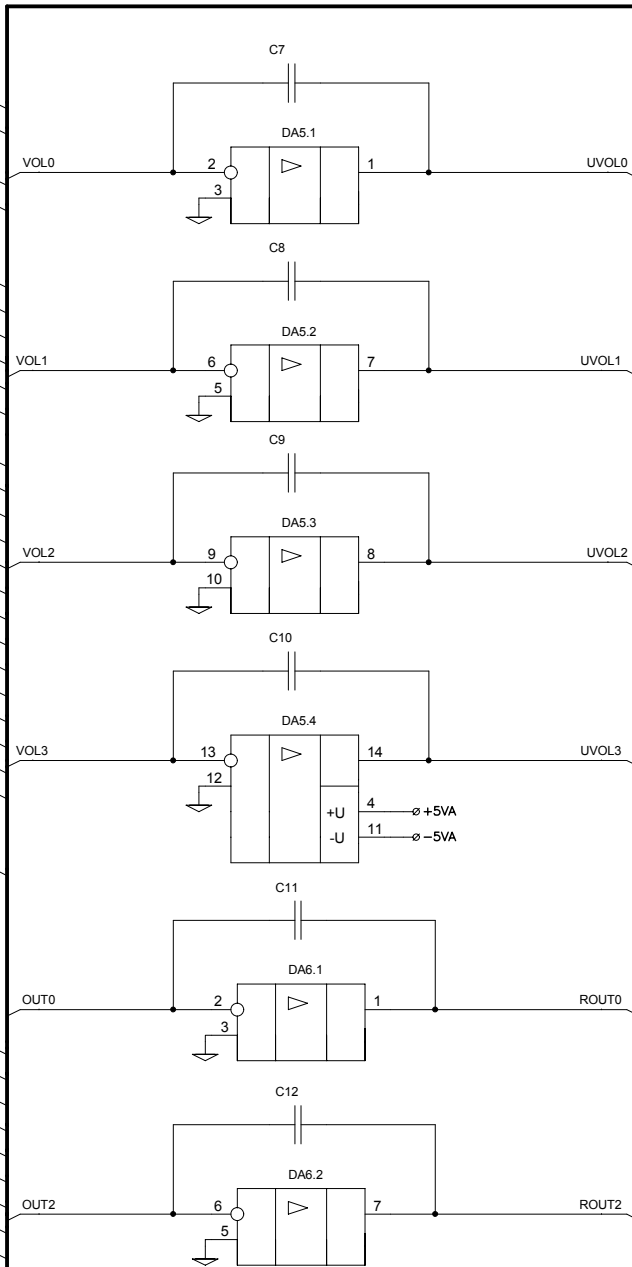 C7
DA5.1
VOL0 2 1 UVOL0
3
C8
DA5.2
VOL1 6 7 UVOL1
5
C9
DA5.3
VOL2 9 8 UVOL2
10
C10
DA5.4
VOL3 13 14 UVOL3
12
+U 4 +5VA
-U 11 -5VA
C11
DA6.1
OUT0 2 1 ROUT0
3
C12
DA6.2
OUT2 6 7 ROUT2
5